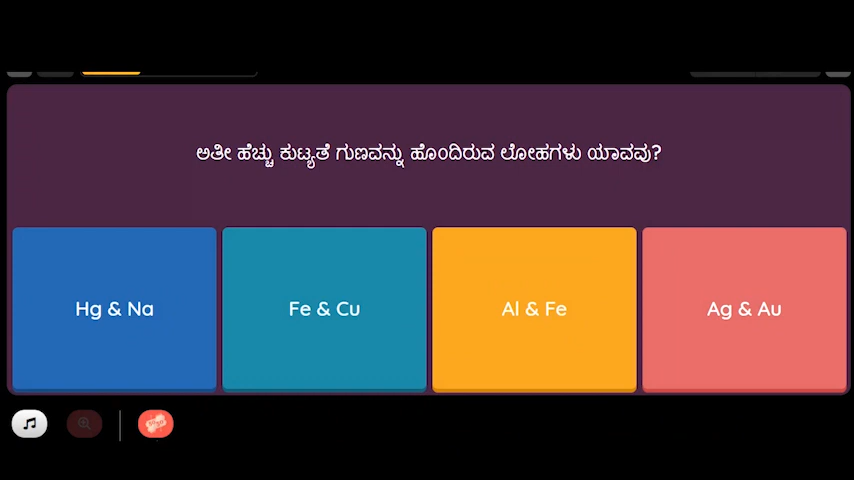 ಅತೀ ಹೆಚ್ಚು ಕುಟ್ಯತೆ ಗುಣವನ್ನು ಹೊಂದಿರುವ ಲೋಹಗಳು ಯಾವವು?
Hg & Na
Fe & Cu
Al & Fe
Ag & Au